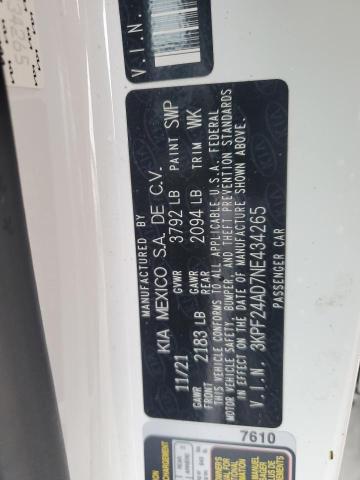 MANUFACTURED BY
KIA MEXICO S.A. DE C.V.
11/21 GVWR 3792 LB PAINT SWP
GAWR FRONT 2183 LB GAWR REAR 2094 LB TRIM WK
THIS VEHICLE CONFORMS TO ALL APPLICABLE U.S.A. FEDERAL
MOTOR VEHICLE SAFETY, BUMPER, AND THEFT PREVENTION STANDARDS
IN EFFECT ON THE DATE OF MANUFACTURE SHOWN ABOVE.
V.I.N. 3KPF24AD7NE434265
PASSENGER CAR
V.I.N.
34265
7610